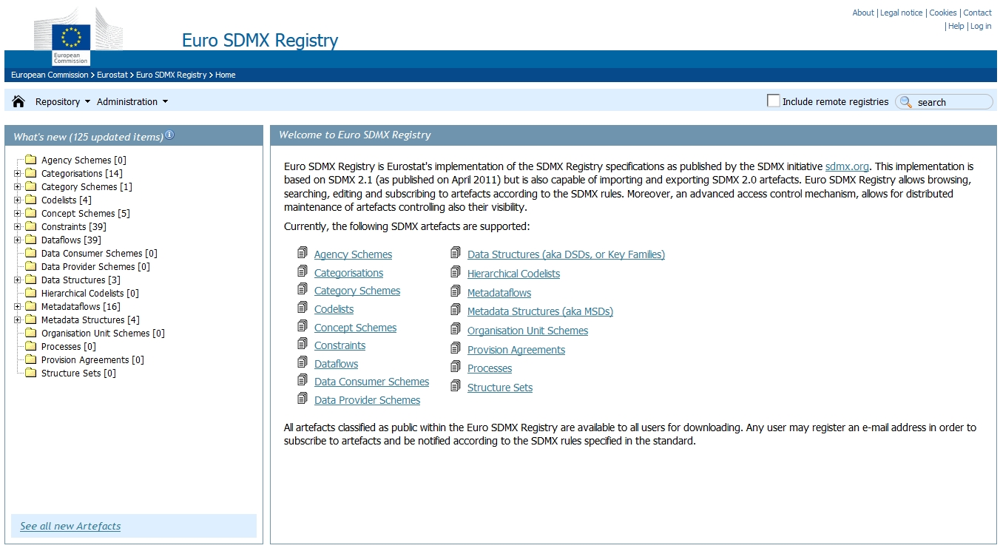 About | Legal notice | Cookies | Contact
| Help | Log in
European
Commission
Euro SDMX Registry
European Commission > Eurostat > Euro SDMX Registry > Home
Repository Administration
Include remote registries
search
What's new (125 updated items)
Agency Schemes [0]
Categorisations [14]
Category Schemes [1]
Codelists [4]
Concept Schemes [5]
Constraints [39]
Dataflows [39]
Data Consumer Schemes [0]
Data Provider Schemes [0]
Data Structures [3]
Hierarchical Codelists [0]
Metadataflows [16]
Metadata Structures [4]
Organisation Unit Schemes [0]
Processes [0]
Provision Agreements [0]
Structure Sets [0]
See all new Artefacts
Welcome to Euro SDMX Registry
Euro SDMX Registry is Eurostat's implementation of the SDMX Registry specifications as published by the SDMX initiative sdmx.org. This implementation is
based on SDMX 2.1 (as published on April 2011) but is also capable of importing and exporting SDMX 2.0 artefacts. Euro SDMX Registry allows browsing,
searching, editing and subscribing to artefacts according to the SDMX rules. Moreover, an advanced access control mechanism, allows for distributed
maintenance of artefacts controlling also their visibility.
Currently, the following SDMX artefacts are supported:
Agency Schemes
Categorisations
Category Schemes
Codelists
Concept Schemes
Constraints
Dataflows
Data Consumer Schemes
Data Provider Schemes
Data Structures (aka DSDs, or Key Families)
Hierarchical Codelists
Metadataflows
Metadata Structures (aka MSDs)
Organisation Unit Schemes
Provision Agreements
Processes
Structure Sets
All artefacts classified as public within the Euro SDMX Registry are available to all users for downloading. Any user may register an e-mail address in order to
subscribe to artefacts and be notified according to the SDMX rules specified in the standard.